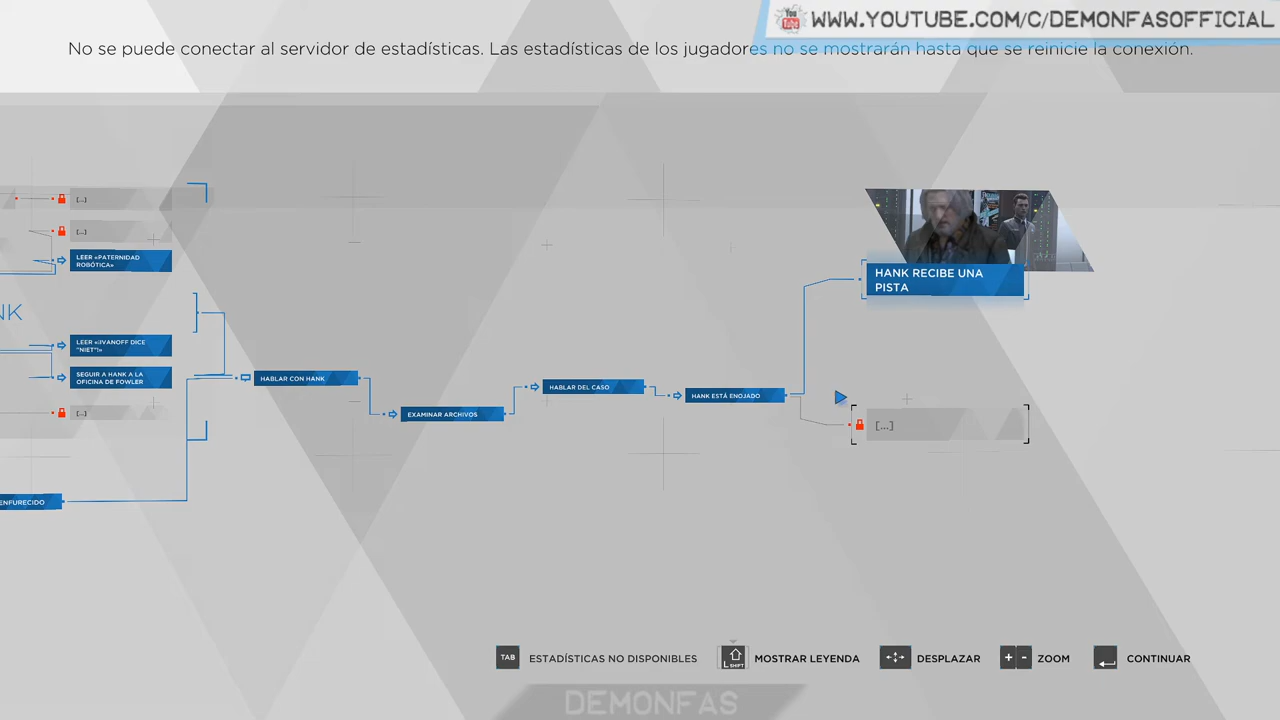 WWW.YOUTUBE.COM/C/DEMONFASOFFICIAL
You
Tube
No se puede conectar al servidor de estadísticas. Las estadísticas de los jugadores no se mostrarán hasta que se reinicie la conexión.
[...]
[...]
LEER «PATERNIDAD
ROBÓTICA»
HANK RECIBE UNA
PISTA
NK
LEER «¡IVANOFF DICE
"NIET"!»
SEGUIR A HANK A LA
OFICINA DE FOWLER
HABLAR CON HANK
HABLAR DEL CASO
HANK ESTÁ ENOJADO
[...]
EXAMINAR ARCHIVOS
[...]
ENFURECIDO
TAB ESTADÍSTICAS NO DISPONIBLES
L SHIFT MOSTRAR LEYENDA
DESPLAZAR
+ - ZOOM
CONTINUAR
DEMONFAS